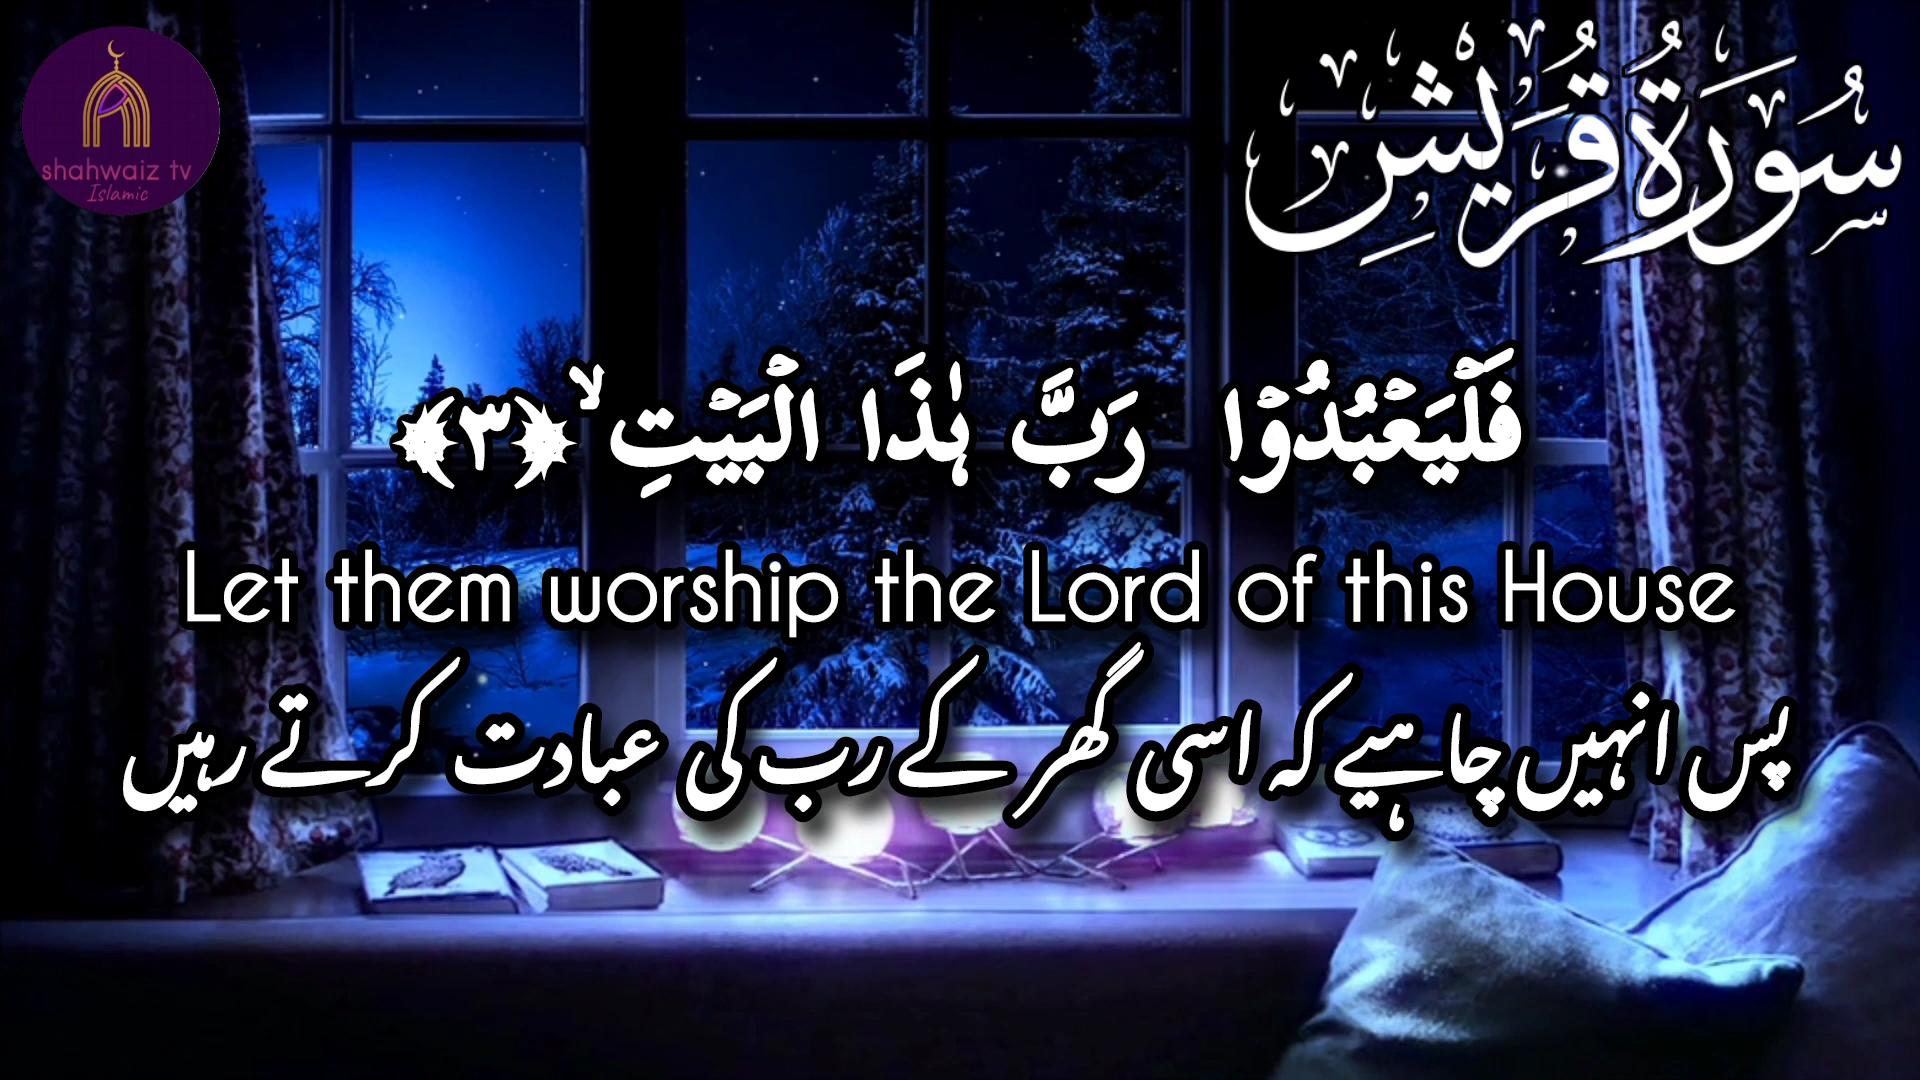 shahwaiz tv
Islamic
سُوْرَةُ قُرَيْشٍ
فَلْيَعْبُدُوْا رَبَّ هٰذَا الْبَيْتِ ۙ﴿۳﴾
Let them worship the Lord of this House
پس انہیں چاہیے کہ اسی گھر کے رب کی عبادت کرتے رہیں